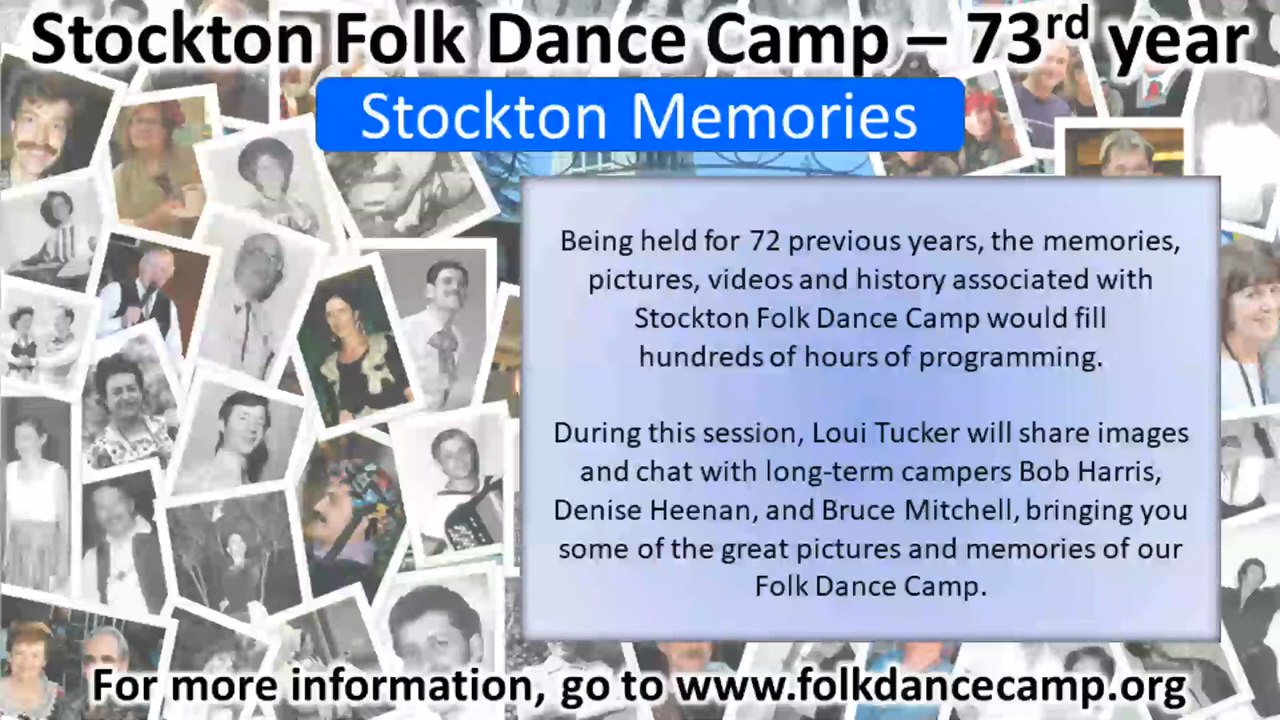 Stockton Folk Dance Camp – 73rd year
Stockton Memories
Being held for 72 previous years, the memories,
pictures, videos and history associated with
Stockton Folk Dance Camp would fill
hundreds of hours of programming.
During this session, Loui Tucker will share images
and chat with long-term campers Bob Harris,
Denise Heenan, and Bruce Mitchell, bringing you
some of the great pictures and memories of our
Folk Dance Camp.
For more information, go to www.folkdancecamp.org